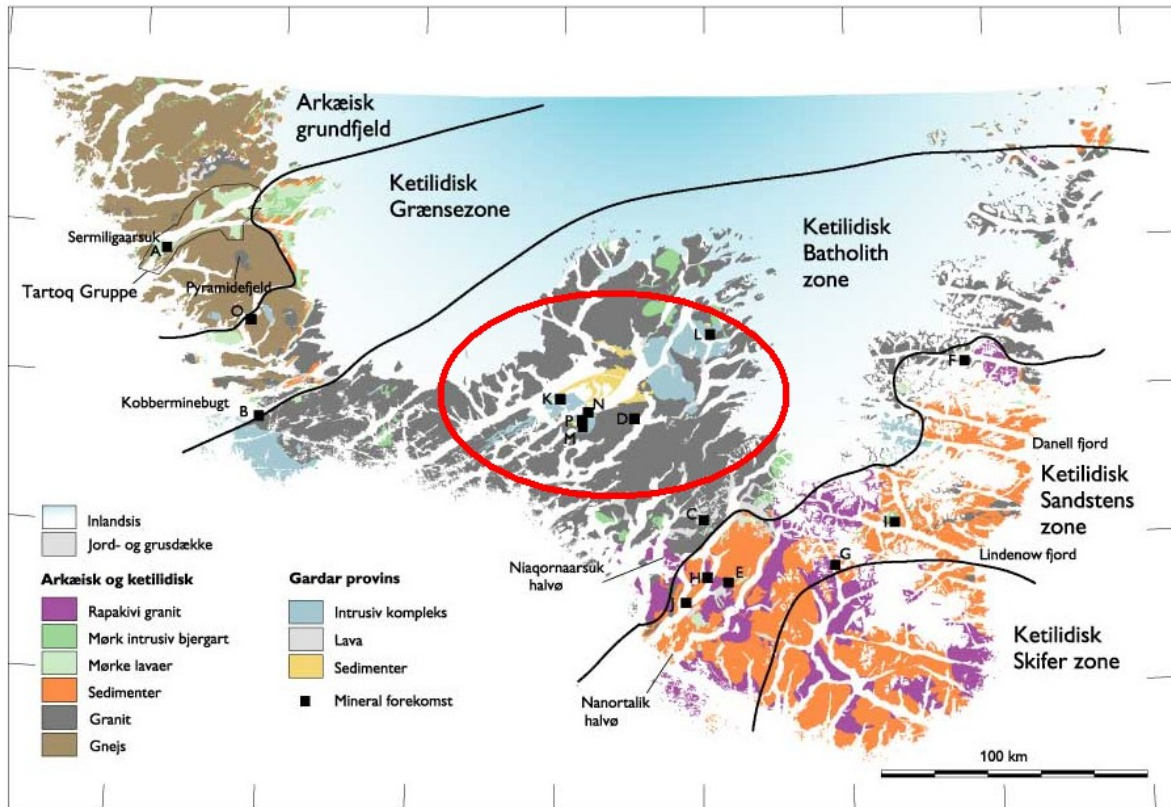 Arkæisk
grundfjeld
Ketilidisk
Grænsezone
Ketilidisk
Batholith
zone
Sermiligaarsuk
A
Tartoq Gruppe
Pyramidefjeld
O
Kobberminebugt
B
K
N
P
M
D
L
F
Danell fjord
Ketilidisk
Sandstens
zone
C
I
Lindenow fjord
Niaqornaarsuk
halvø
H
E
G
J
Ketilidisk
Skifer zone
Nanortalik
halvø
Inlandsis
Jord- og grusdække
Arkæisk og ketilidisk
Rapakivi granit
Mørk intrusiv bjergart
Mørke lavaer
Sedimenter
Granit
Gnejs
Gardar provins
Intrusiv kompleks
Lava
Sedimenter
Mineral forekomst
100 km